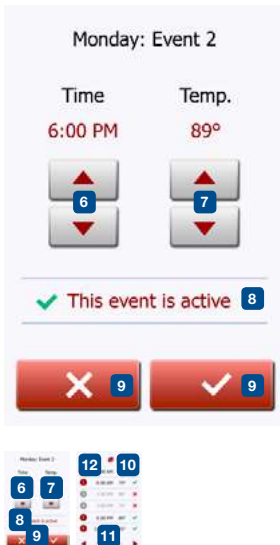 Monday: Event 2
Time Temp.
6:00 PM 89°
6 7
This event is active 8
9 9
Monday: Event 2 12 10
Time Temp.
6 7
8
9 11